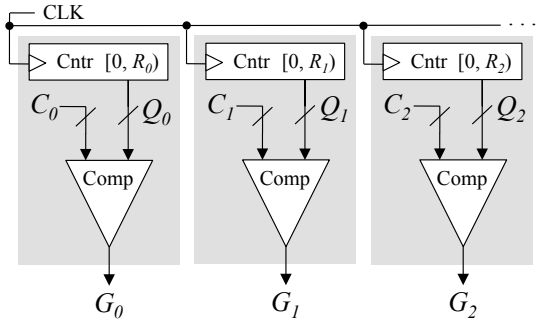 CLK
. . .
Cntr [0, R0) Cntr [0, R1) Cntr [0, R2)
C0 Q0 C1 Q1 C2 Q2
Comp Comp Comp
G0 G1 G2